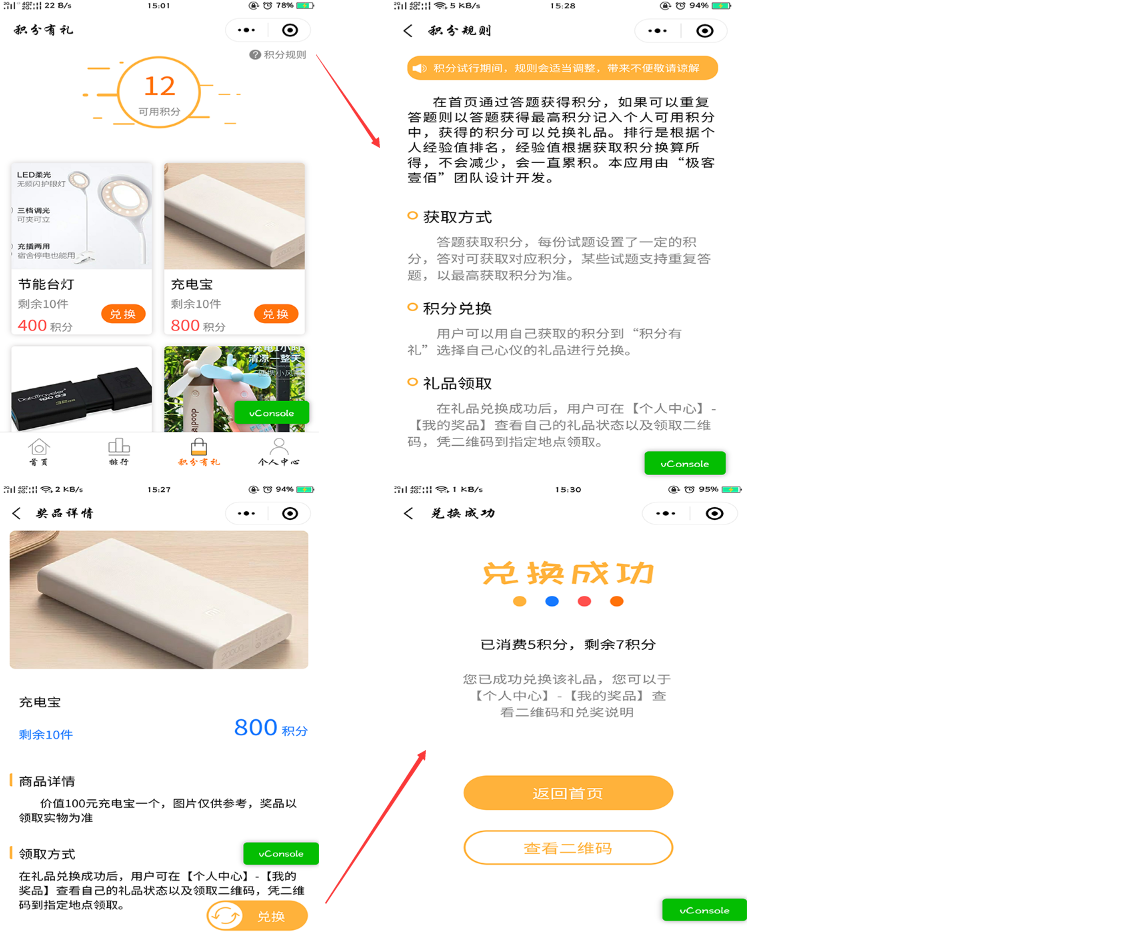 22 B/s
15:01
78%
积分有礼
积分规则
12
可用积分
LED柔光
无频闪护眼灯
三档调光
可夹可立
充插两用
宿舍停电也能用
节能台灯
剩余10件
400 积分
兑换
充电宝
剩余10件
800 积分
兑换
DataTraveler
100 G3
32GB
清凉一整天
vConsole
首页
排行
积分有礼
个人中心
5 KB/s
15:28
94%
积分规则
积分试行期间，规则会适当调整，带来不便敬请谅解
在首页通过答题获得积分，如果可以重复
答题则以答题获得最高积分记入个人可用积分
中，获得的积分可以兑换礼品。排行是根据个
人经验值排名，经验值根据获取积分换算所
得，不会减少，会一直累积。本应用由“极客
壹佰”团队设计开发。
获取方式
答题获取积分，每份试题设置了一定的积
分，答对可获取对应积分，某些试题支持重复答
题，以最高获取积分为准。
积分兑换
用户可以用自己获取的积分到“积分有
礼”选择自己心仪的礼品进行兑换。
礼品领取
在礼品兑换成功后，用户可在【个人中心】-
【我的奖品】查看自己的礼品状态以及领取二维
码，凭二维码到指定地点领取。
vConsole
2 KB/s
15:27
94%
奖品详情
充电宝
剩余10件
800 积分
商品详情
价值100元充电宝一个，图片仅供参考，奖品以
领取实物为准
领取方式
vConsole
在礼品兑换成功后，用户可在【个人中心】-【我的
奖品】查看自己的礼品状态以及领取二维码，凭二维
码到指定地点领取。
兑换
1 KB/s
15:30
95%
兑换成功
兑换成功
已消费5积分，剩余7积分
您已成功兑换该礼品，您可以于
【个人中心】-【我的奖品】查
看二维码和兑奖说明
返回首页
查看二维码
vConsole